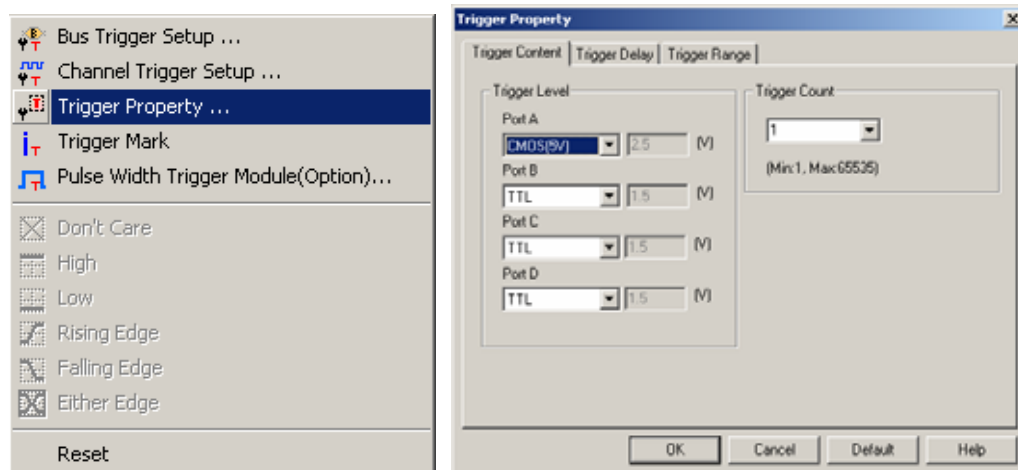 Bus Trigger Setup ...
Channel Trigger Setup ...
Trigger Property ...
Trigger Mark
Pulse Width Trigger Module(Option)...
Don't Care
High
Low
Rising Edge
Falling Edge
Either Edge
Reset
Trigger Property
Trigger Content Trigger Delay Trigger Range
Trigger Level
Port A
CMOS(5V) 2.5 (V)
Port B
TTL 1.5 (V)
Port C
TTL 1.5 (V)
Port D
TTL 1.5 (V)
Trigger Count
1
(Min:1, Max:65535)
OK Cancel Default Help